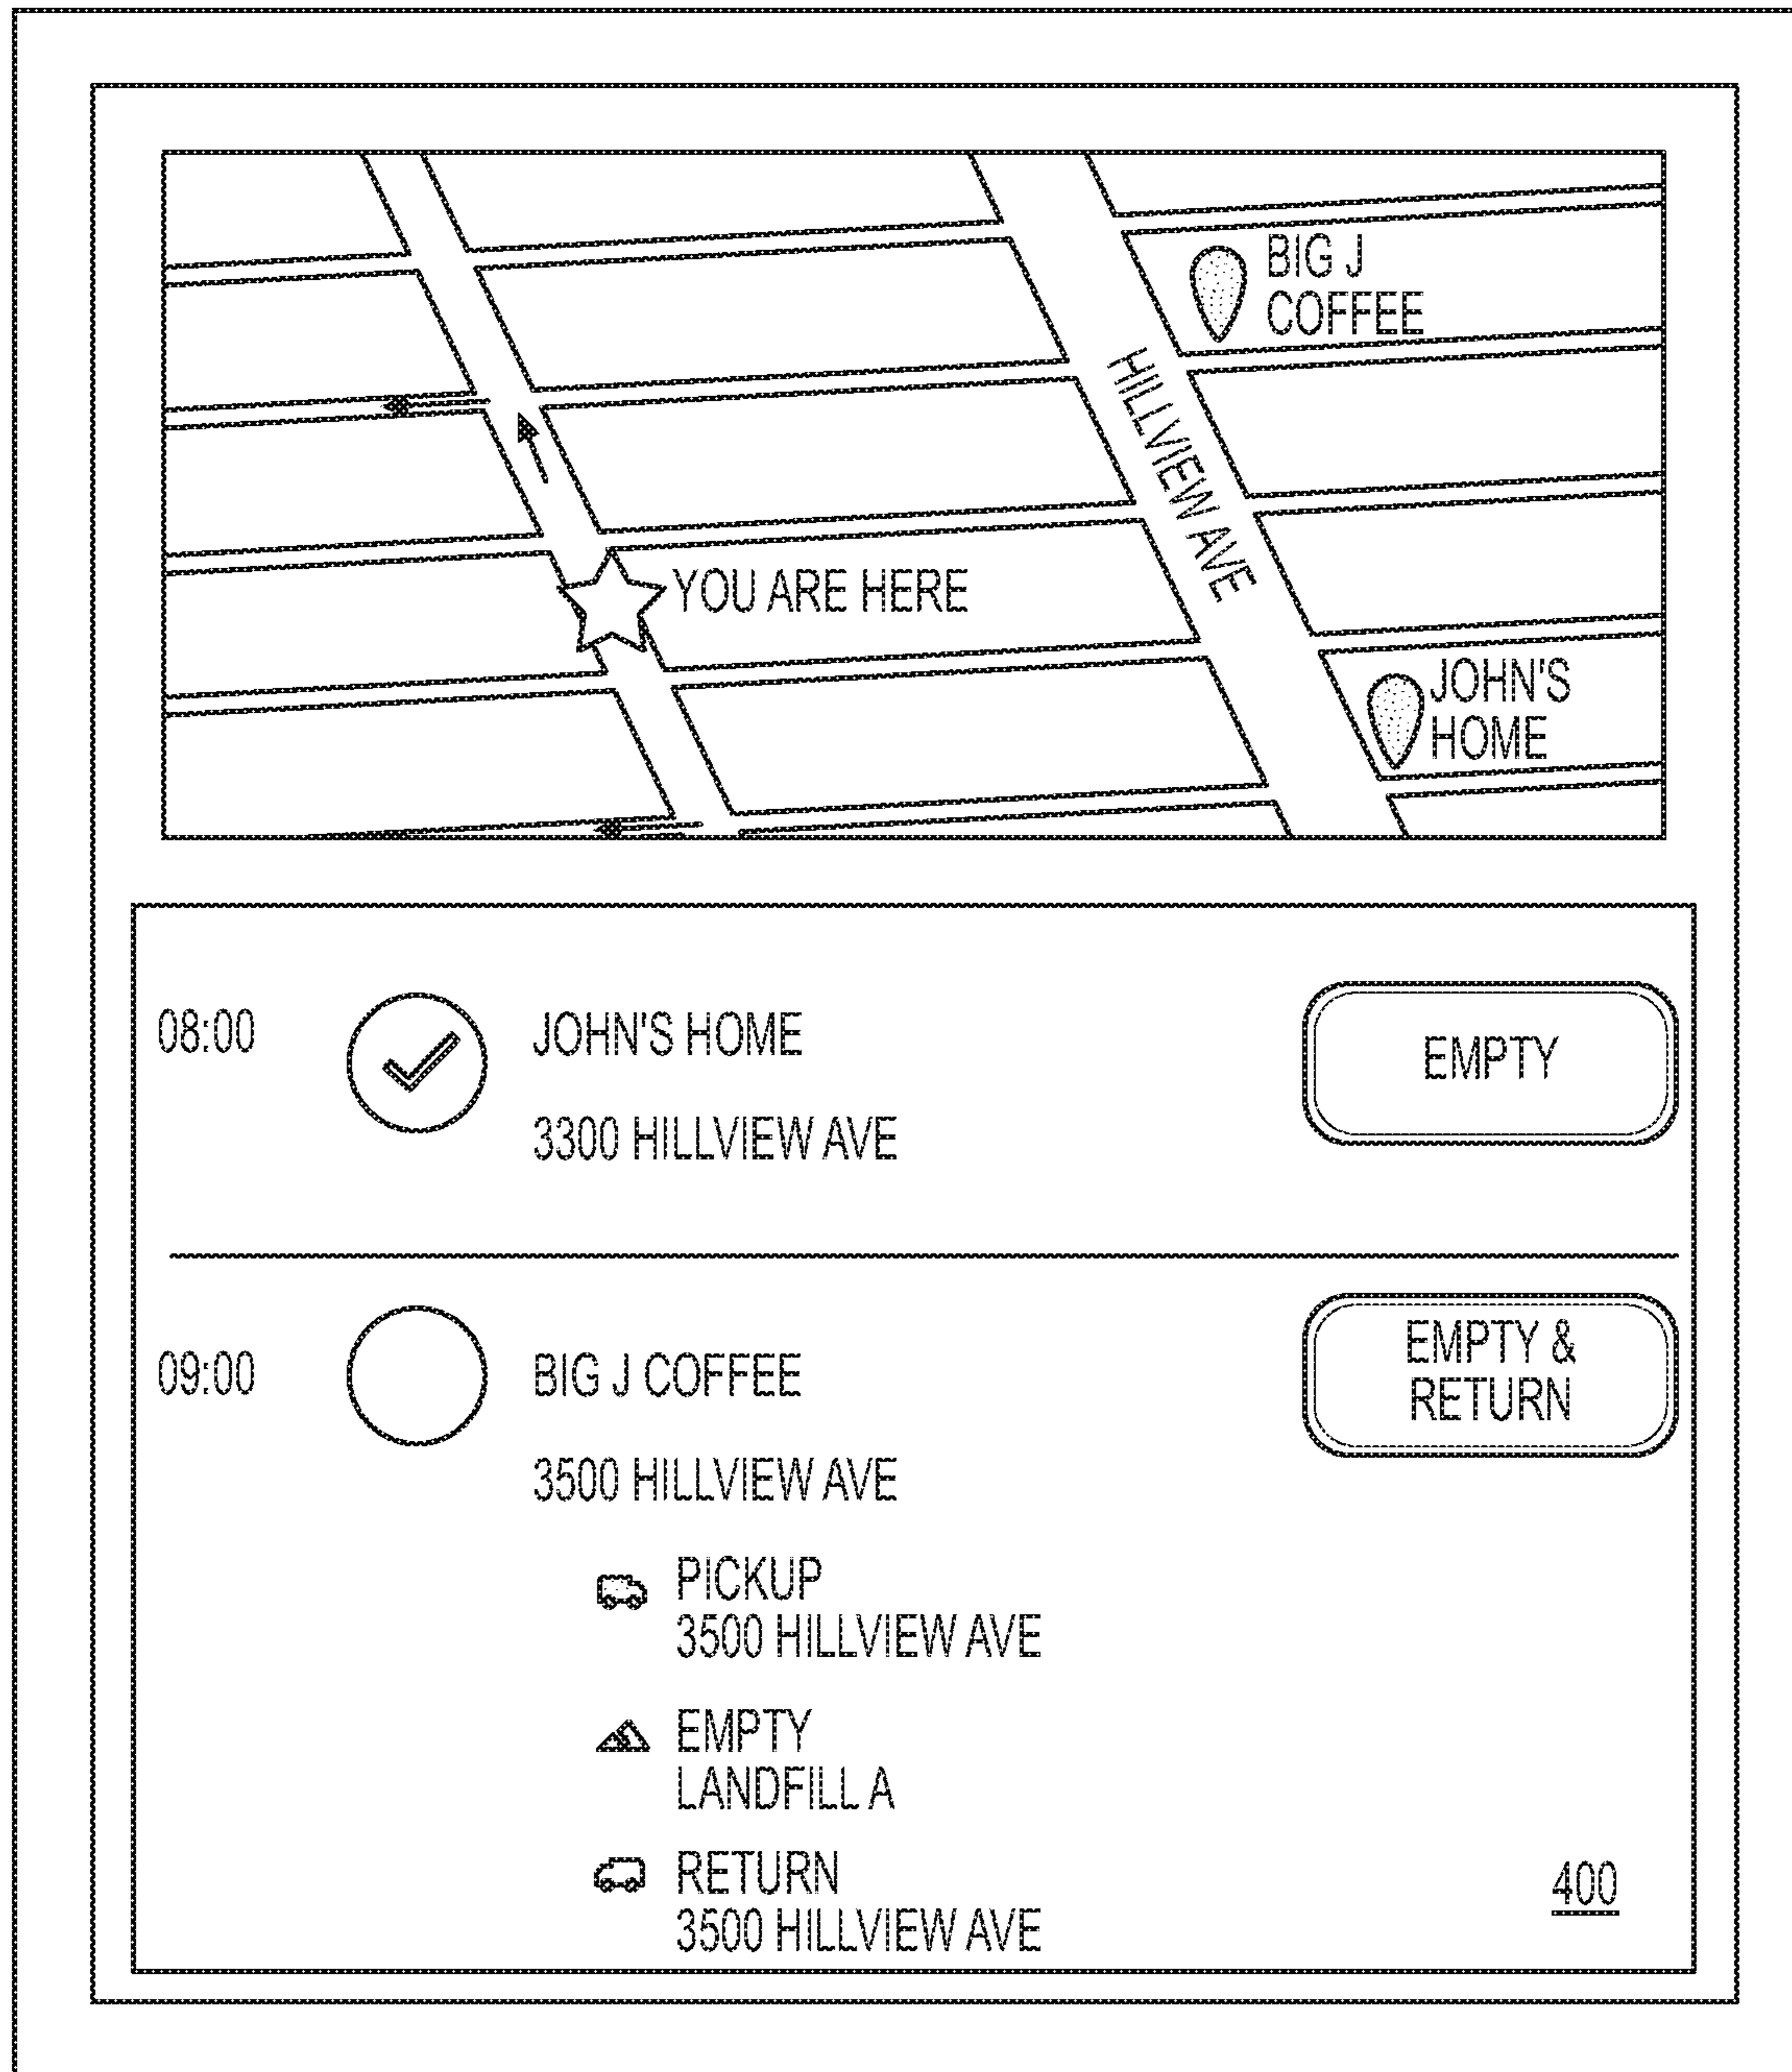 BIG J
COFFEE
HILLVIEW AVE
YOU ARE HERE
JOHN'S
HOME
08:00
JOHN'S HOME
EMPTY
3300 HILLVIEW AVE
09:00
BIG J COFFEE
EMPTY &
RETURN
3500 HILLVIEW AVE
PICKUP
3500 HILLVIEW AVE
EMPTY
LANDFILL A
RETURN
3500 HILLVIEW AVE
400